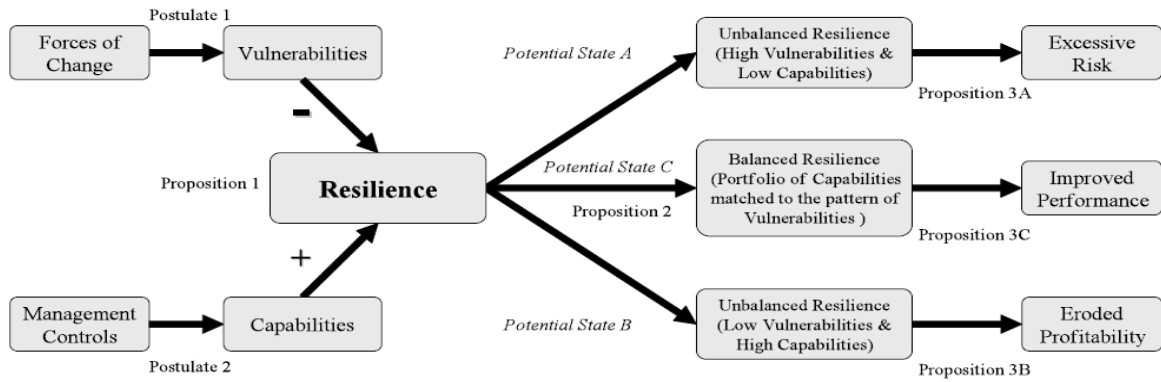 Postulate 1
Forces of
Change
Vulnerabilities
-
Proposition 1
Resilience
+
Management
Controls
Capabilities
Postulate 2
Potential State A
Unbalanced Resilience
(High Vulnerabilities &
Low Capabilities)
Proposition 3A
Excessive
Risk
Potential State C
Proposition 2
Balanced Resilience
(Portfolio of Capabilities
matched to the pattern of
Vulnerabilities )
Proposition 3C
Improved
Performance
Potential State B
Unbalanced Resilience
(Low Vulnerabilities &
High Capabilities)
Proposition 3B
Eroded
Profitability